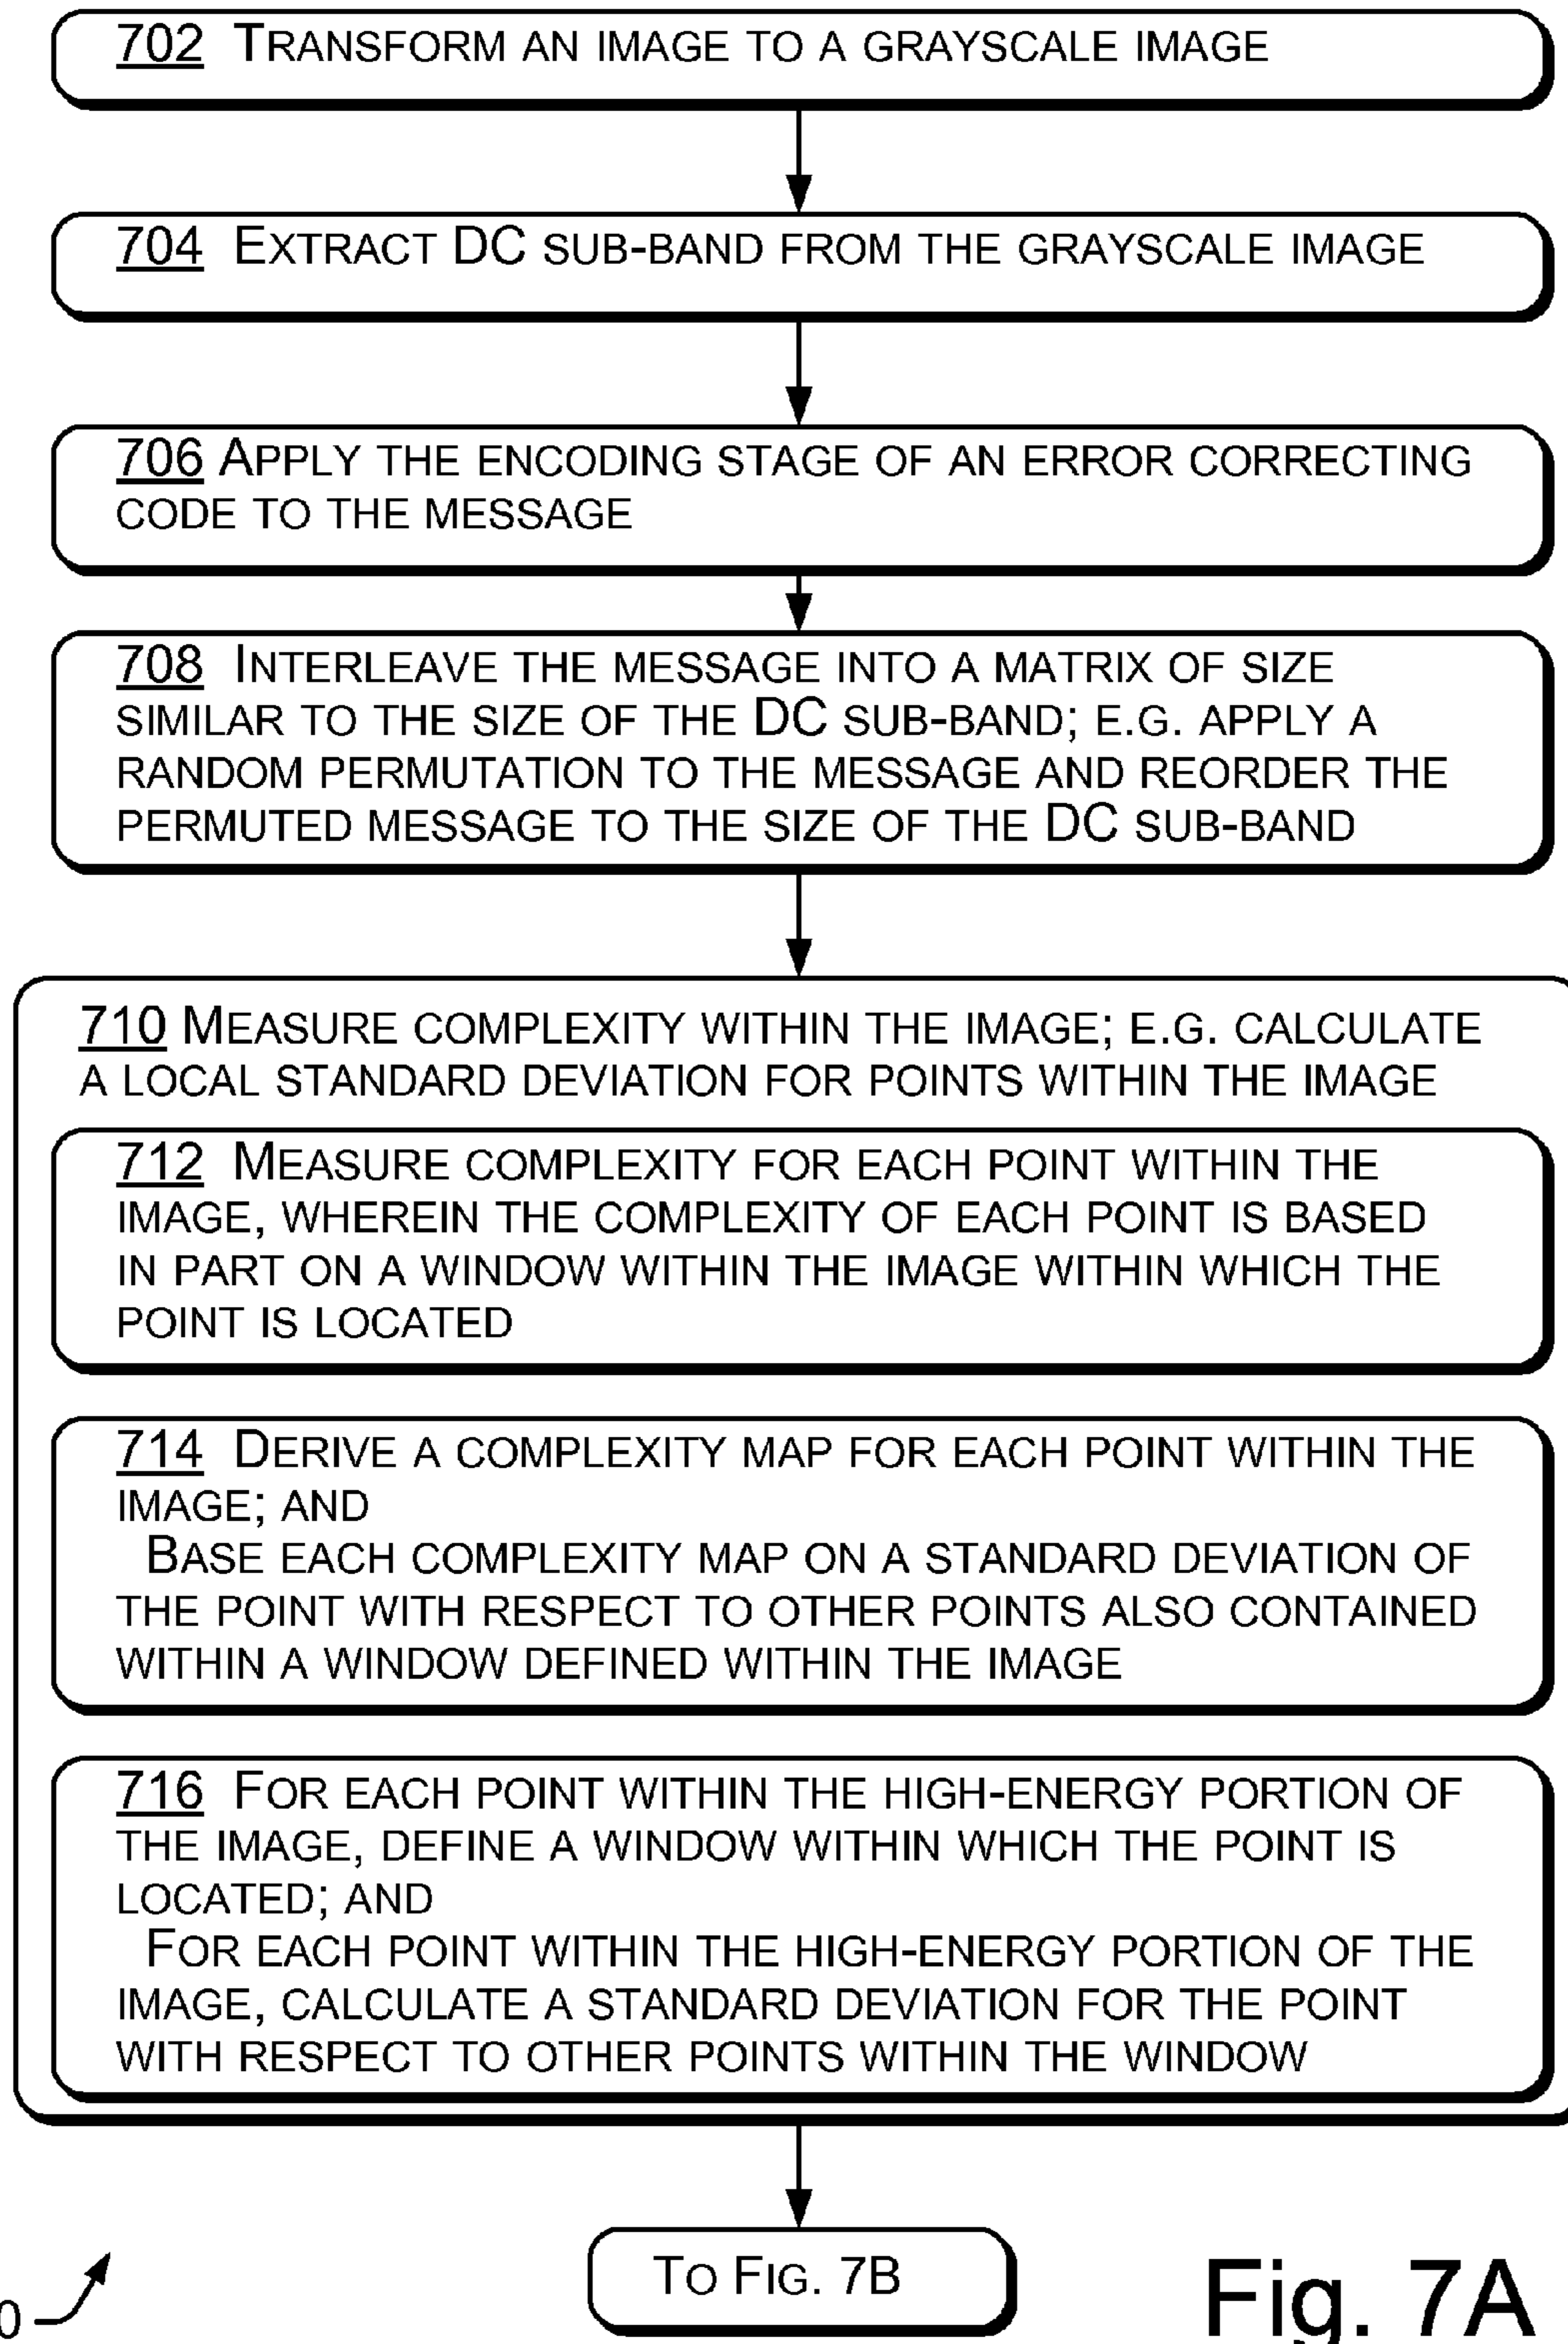 702 Transform an image to a grayscale image
704 Extract DC sub-band from the grayscale image
706 Apply the encoding stage of an error correcting
code to the message
708 Interleave the message into a matrix of size
similar to the size of the DC sub-band; e.g. apply a
random permutation to the message and reorder the
permuted message to the size of the DC sub-band
710 Measure complexity within the image; e.g. calculate
a local standard deviation for points within the image
712 Measure complexity for each point within the
image, wherein the complexity of each point is based
in part on a window within the image within which the
point is located
714 Derive a complexity map for each point within the
image; and
Base each complexity map on a standard deviation of
the point with respect to other points also contained
within a window defined within the image
716 For each point within the high-energy portion of
the image, define a window within which the point is
located; and
For each point within the high-energy portion of the
image, calculate a standard deviation for the point
with respect to other points within the window
To Fig. 7B
Fig. 7A